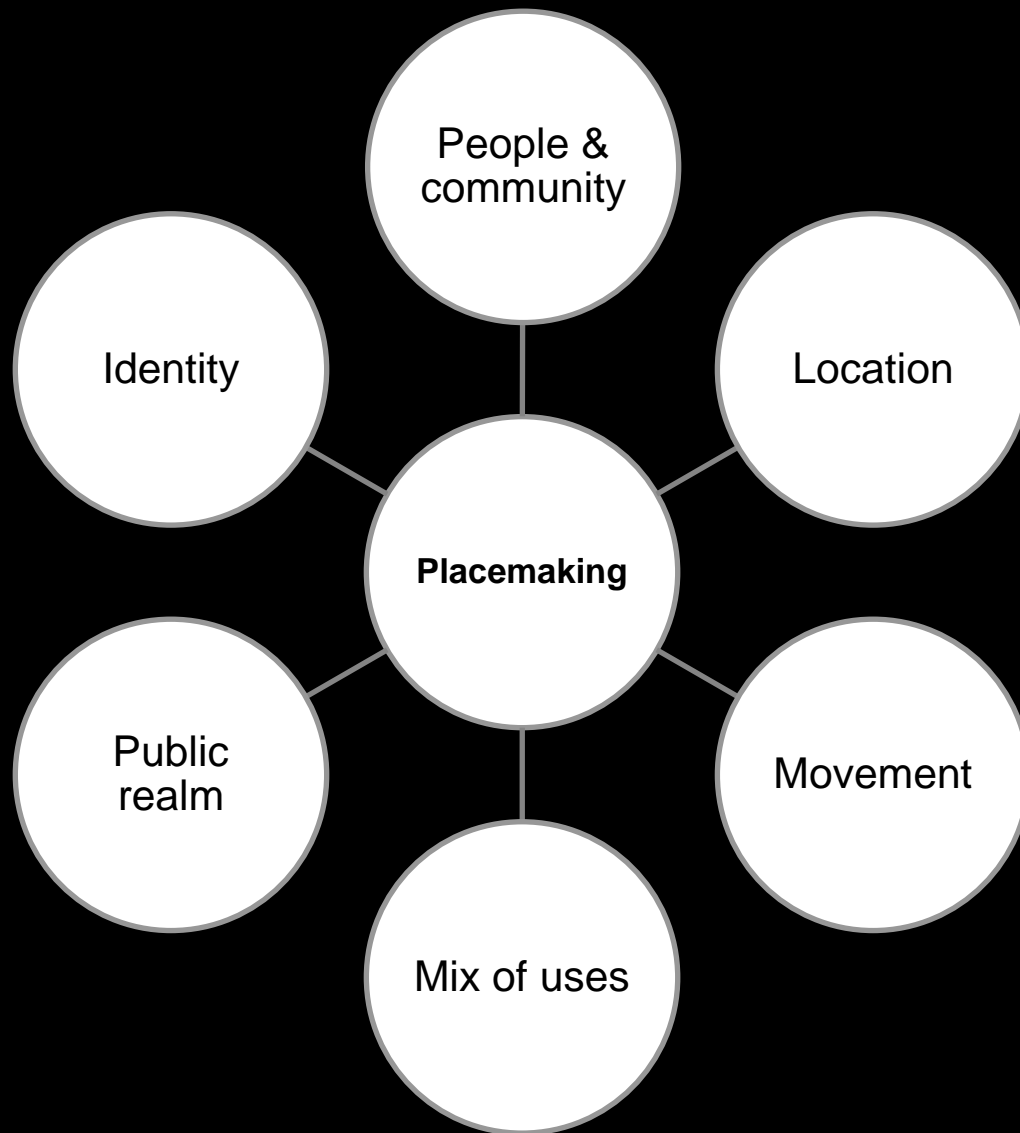 People &
community
Identity
Location
Placemaking
Public
realm
Movement
Mix of uses